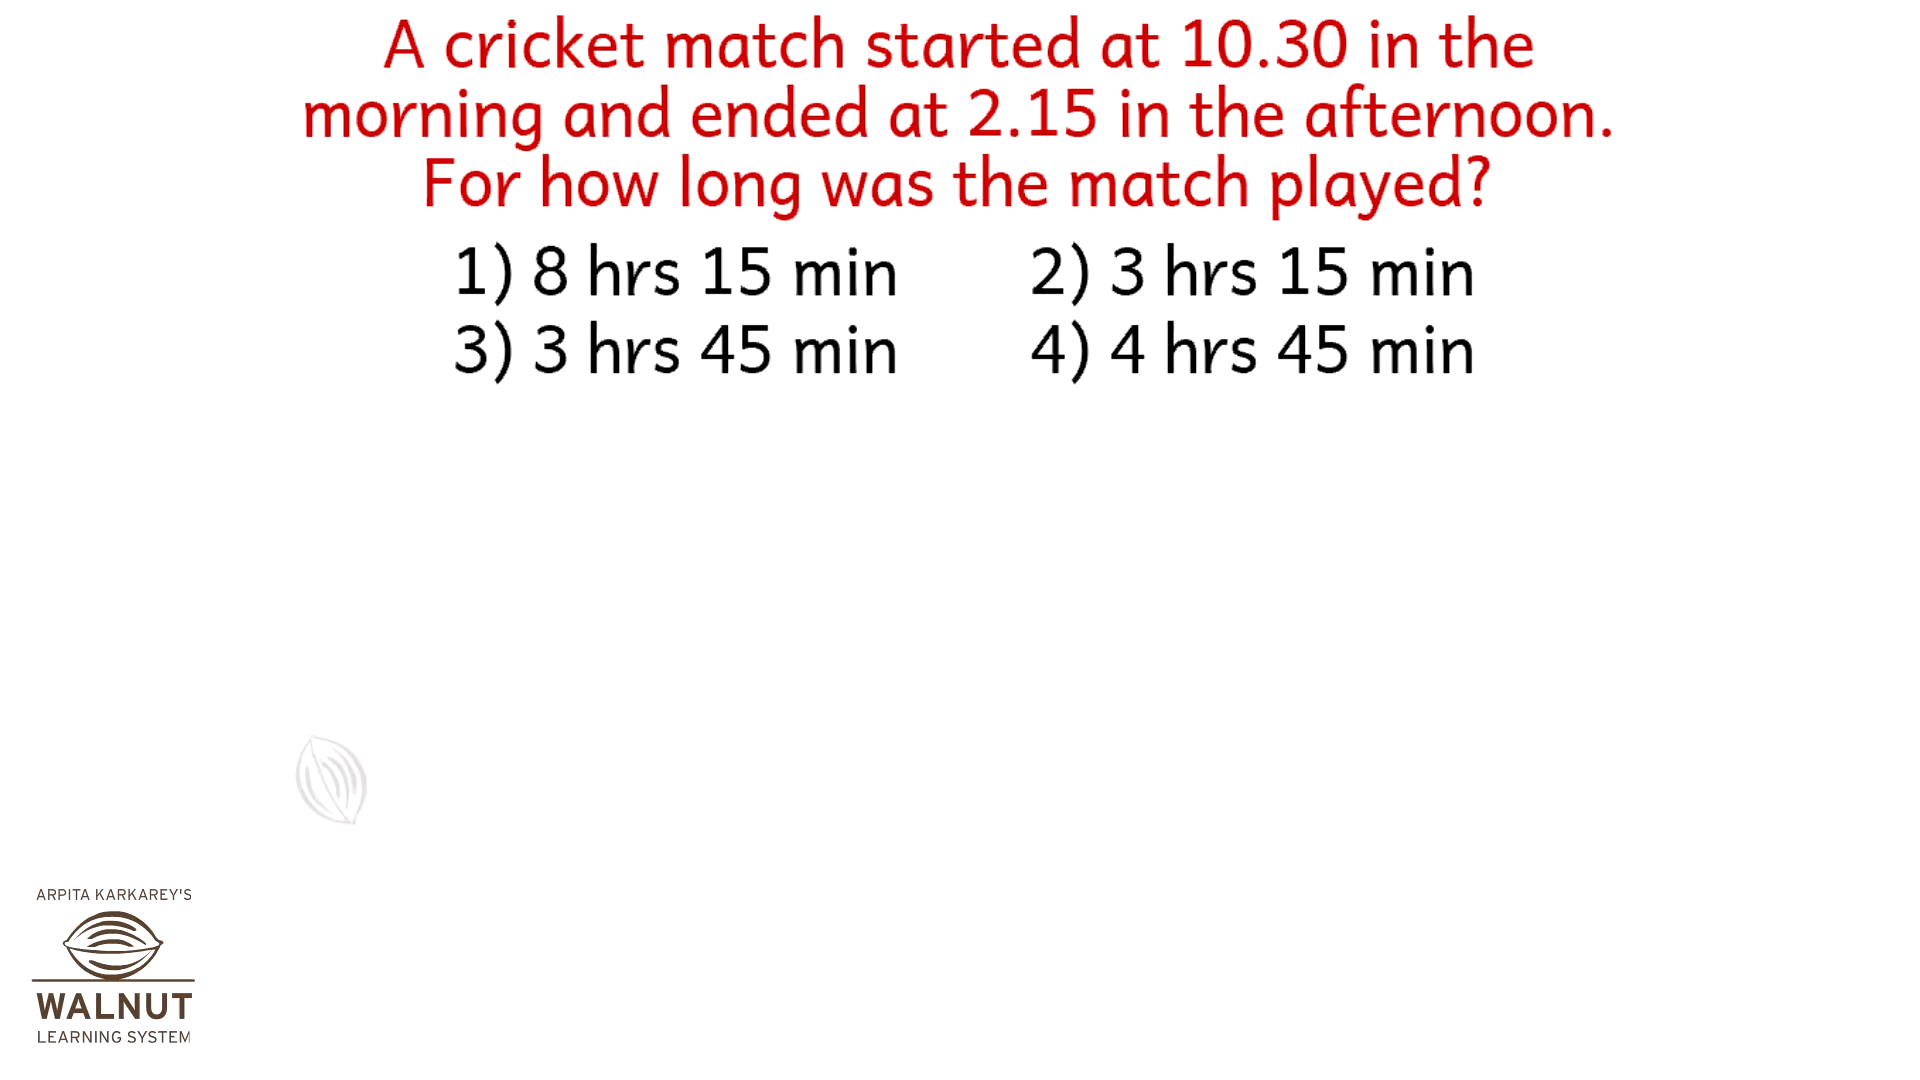 A cricket match started at 10.30 in the
morning and ended at 2.15 in the afternoon.
For how long was the match played?
1) 8 hrs 15 min 2) 3 hrs 15 min
3) 3 hrs 45 min 4) 4 hrs 45 min
ARPITA KARKAREY'S
WALNUT
LEARNING SYSTEM